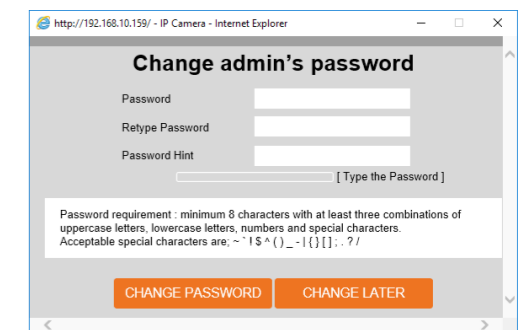 http://192.168.10.159/ - IP Camera - Internet Explorer
Change admin's password
Password
Retype Password
Password Hint
[ Type the Password ]
Password requirement : minimum 8 characters with at least three combinations of
uppercase letters, lowercase letters, numbers and special characters.
Acceptable special characters are; ~ ` ! $ ^ ( ) _ - | { } [ ] ; . ? /
CHANGE PASSWORD CHANGE LATER